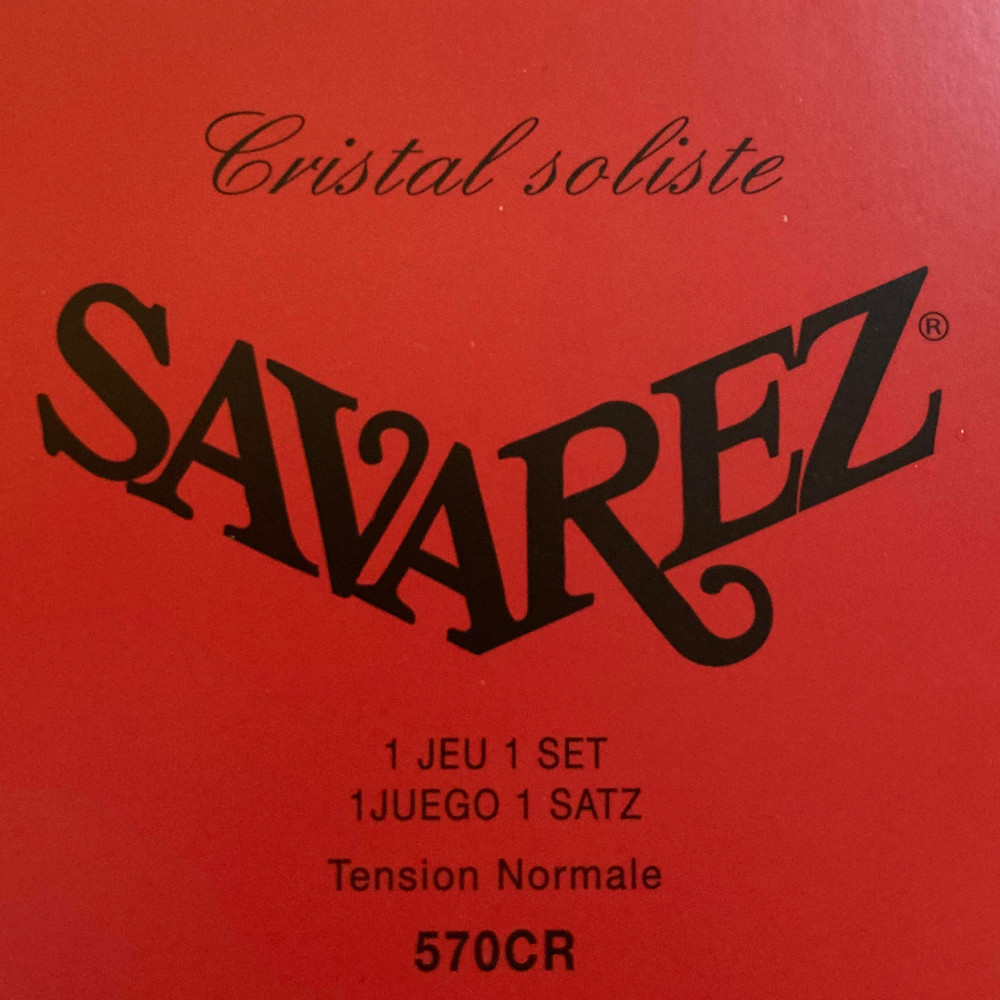 Cristal soliste
SAVAREZ®
1 JEU 1 SET
1JUEGO 1 SATZ
Tension Normale
570CR